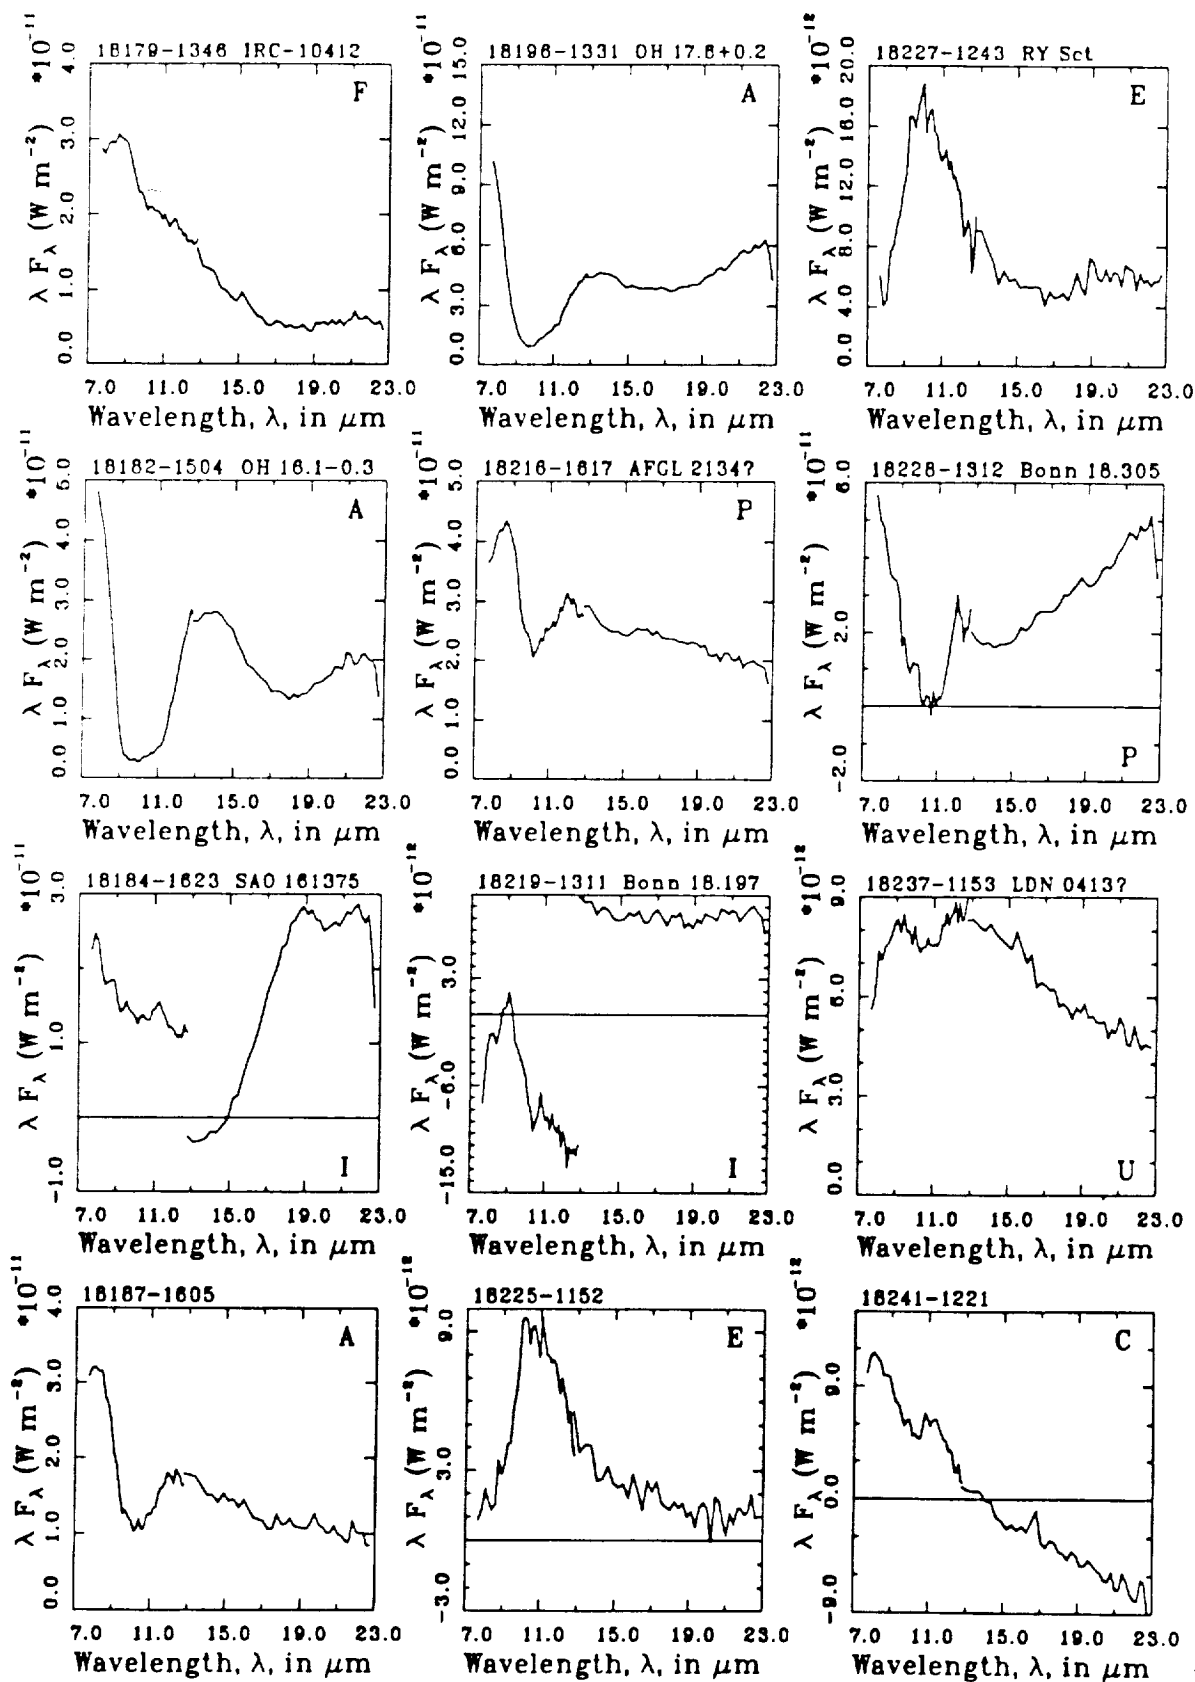 18179-1346 IRC-10412
F
λ Fλ (W m⁻²) *10⁻¹¹
4.0
3.0
2.0
1.0
0.0
7.0 11.0 15.0 19.0 23.0
Wavelength, λ, in μm
18196-1331 OH 17.6+0.2
A
λ Fλ (W m⁻²) *10⁻¹¹
15.0
12.0
9.0
6.0
3.0
0.0
7.0 11.0 15.0 19.0 23.0
Wavelength, λ, in μm
18227-1243 RY Sct
E
λ Fλ (W m⁻²) *10⁻¹²
20.0
16.0
12.0
8.0
4.0
0.0
7.0 11.0 15.0 19.0 23.0
Wavelength, λ, in μm
18182-1504 OH 16.1-0.3
A
λ Fλ (W m⁻²) *10⁻¹¹
5.0
4.0
3.0
2.0
1.0
0.0
7.0 11.0 15.0 19.0 23.0
Wavelength, λ, in μm
18216-1617 AFGL 2134?
P
λ Fλ (W m⁻²) *10⁻¹¹
5.0
4.0
3.0
2.0
1.0
0.0
7.0 11.0 15.0 19.0 23.0
Wavelength, λ, in μm
18228-1312 Bonn 18.305
P
λ Fλ (W m⁻²) *10⁻¹¹
6.0
2.0
-2.0
7.0 11.0 15.0 19.0 23.0
Wavelength, λ, in μm
18184-1623 SAO 161375
I
λ Fλ (W m⁻²) *10⁻¹¹
3.0
1.0
-1.0
7.0 11.0 15.0 19.0 23.0
Wavelength, λ, in μm
18219-1311 Bonn 18.197
I
λ Fλ (W m⁻²) *10⁻¹²
3.0
-6.0
-15.0
7.0 11.0 15.0 19.0 23.0
Wavelength, λ, in μm
18237-1153 LDN 0413?
U
λ Fλ (W m⁻²) *10⁻¹²
9.0
6.0
3.0
0.0
7.0 11.0 15.0 19.0 23.0
Wavelength, λ, in μm
18187-1605
A
λ Fλ (W m⁻²) *10⁻¹¹
4.0
3.0
2.0
1.0
0.0
7.0 11.0 15.0 19.0 23.0
Wavelength, λ, in μm
18225-1152
E
λ Fλ (W m⁻²) *10⁻¹²
9.0
3.0
-3.0
7.0 11.0 15.0 19.0 23.0
Wavelength, λ, in μm
18241-1221
C
λ Fλ (W m⁻²) *10⁻¹²
9.0
0.0
-9.0
7.0 11.0 15.0 19.0 23.0
Wavelength, λ, in μm